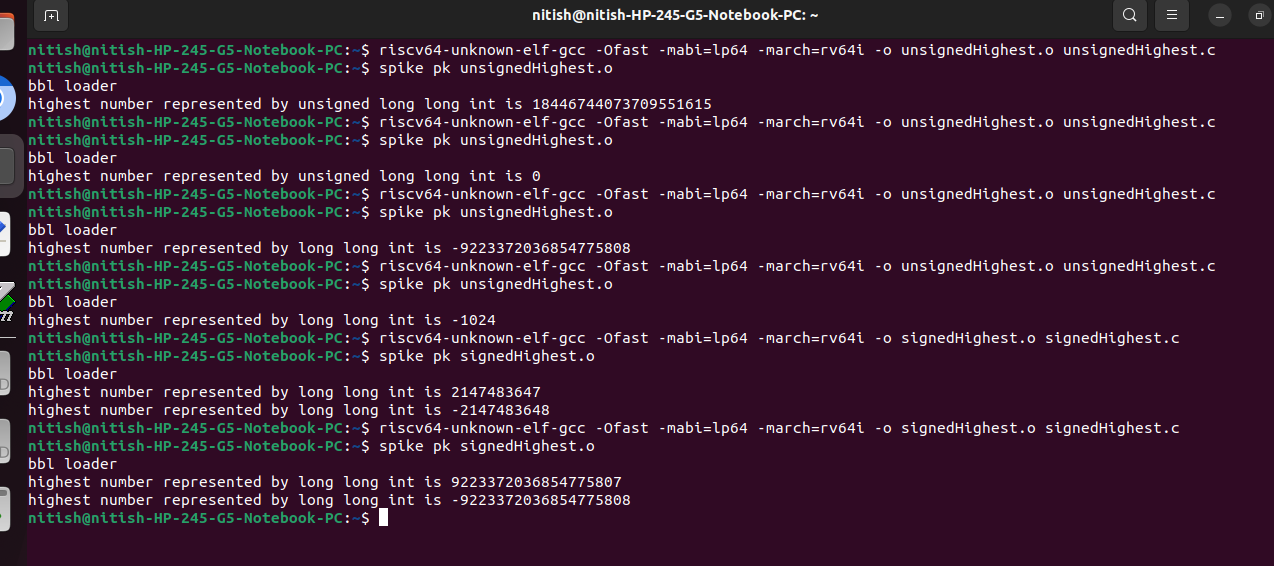 nitish@nitish-HP-245-G5-Notebook-PC: ~
nitish@nitish-HP-245-G5-Notebook-PC:~$ riscv64-unknown-elf-gcc -Ofast -mabi=lp64 -march=rv64i -o unsignedHighest.o unsignedHighest.c
nitish@nitish-HP-245-G5-Notebook-PC:~$ spike pk unsignedHighest.o
bbl loader
highest number represented by unsigned long long int is 18446744073709551615
nitish@nitish-HP-245-G5-Notebook-PC:~$ riscv64-unknown-elf-gcc -Ofast -mabi=lp64 -march=rv64i -o unsignedHighest.o unsignedHighest.c
nitish@nitish-HP-245-G5-Notebook-PC:~$ spike pk unsignedHighest.o
bbl loader
highest number represented by unsigned long long int is 0
nitish@nitish-HP-245-G5-Notebook-PC:~$ riscv64-unknown-elf-gcc -Ofast -mabi=lp64 -march=rv64i -o unsignedHighest.o unsignedHighest.c
nitish@nitish-HP-245-G5-Notebook-PC:~$ spike pk unsignedHighest.o
bbl loader
highest number represented by long long int is -9223372036854775808
nitish@nitish-HP-245-G5-Notebook-PC:~$ riscv64-unknown-elf-gcc -Ofast -mabi=lp64 -march=rv64i -o unsignedHighest.o unsignedHighest.c
nitish@nitish-HP-245-G5-Notebook-PC:~$ spike pk unsignedHighest.o
bbl loader
highest number represented by long long int is -1024
nitish@nitish-HP-245-G5-Notebook-PC:~$ riscv64-unknown-elf-gcc -Ofast -mabi=lp64 -march=rv64i -o signedHighest.o signedHighest.c
nitish@nitish-HP-245-G5-Notebook-PC:~$ spike pk signedHighest.o
bbl loader
highest number represented by long long int is 2147483647
highest number represented by long long int is -2147483648
nitish@nitish-HP-245-G5-Notebook-PC:~$ riscv64-unknown-elf-gcc -Ofast -mabi=lp64 -march=rv64i -o signedHighest.o signedHighest.c
nitish@nitish-HP-245-G5-Notebook-PC:~$ spike pk signedHighest.o
bbl loader
highest number represented by long long int is 9223372036854775807
highest number represented by long long int is -9223372036854775808
nitish@nitish-HP-245-G5-Notebook-PC:~$